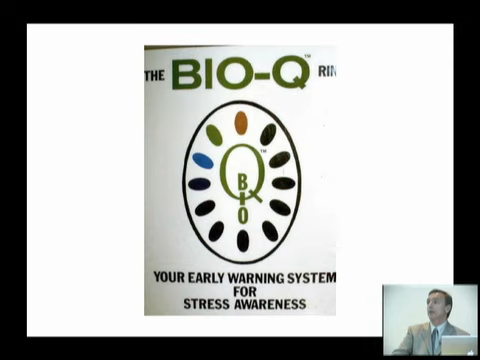 THE BIO-Q™ RIN
Q™
BIO
YOUR EARLY WARNING SYSTEM
FOR
STRESS AWARENESS